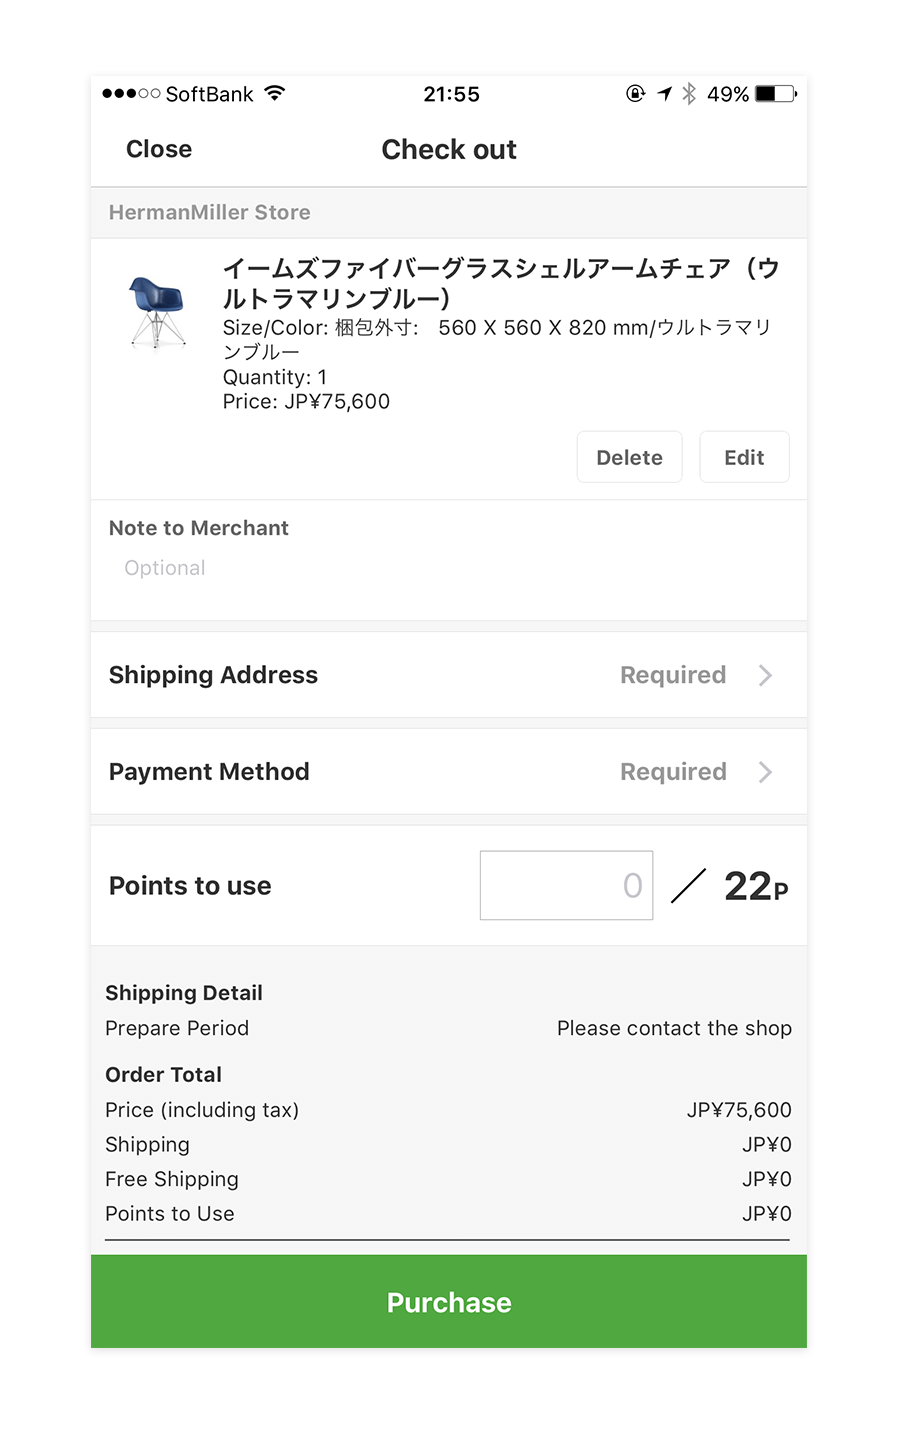 SoftBank 21:55 49%
Close Check out
HermanMiller Store
イームズファイバーグラスシェルアームチェア（ウ
ルトラマリンブルー）
Size/Color: 梱包外寸:　560 X 560 X 820 mm/ウルトラマリ
ンブルー
Quantity: 1
Price: JP¥75,600
Delete Edit
Note to Merchant
Optional
Shipping Address Required
Payment Method Required
Points to use 0 / 22P
Shipping Detail
Prepare Period Please contact the shop
Order Total
Price (including tax) JP¥75,600
Shipping JP¥0
Free Shipping JP¥0
Points to Use JP¥0
Purchase